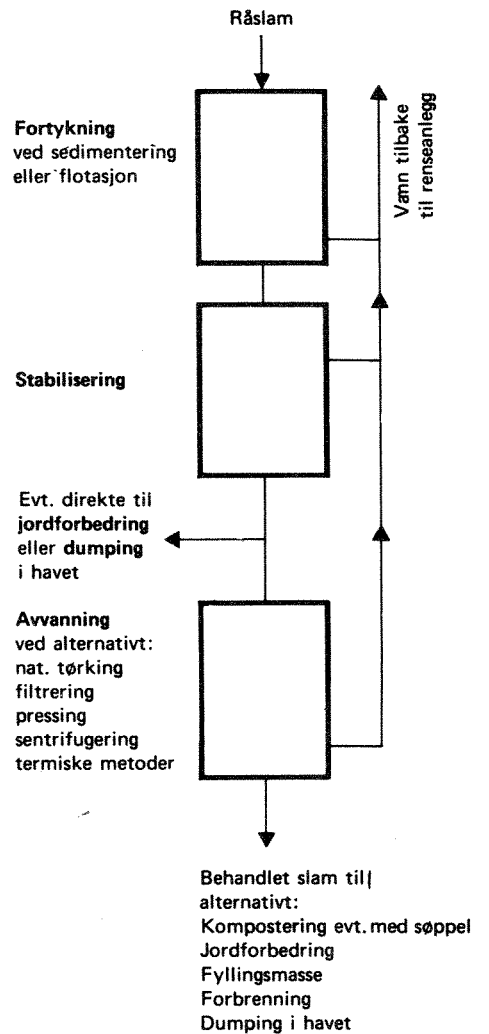 Råslam
Fortykning
ved sedimentering
eller flotasjon
Vann tilbake
til renseanlegg
Stabilisering
Evt. direkte til
jordforbedring
eller dumping
i havet
Avvanning
ved alternativt:
nat. tørking
filtrering
pressing
sentrifugering
termiske metoder
Behandlet slam til
alternativt:
Kompostering evt. med søppel
Jordforbedring
Fyllingsmasse
Forbrenning
Dumping i havet